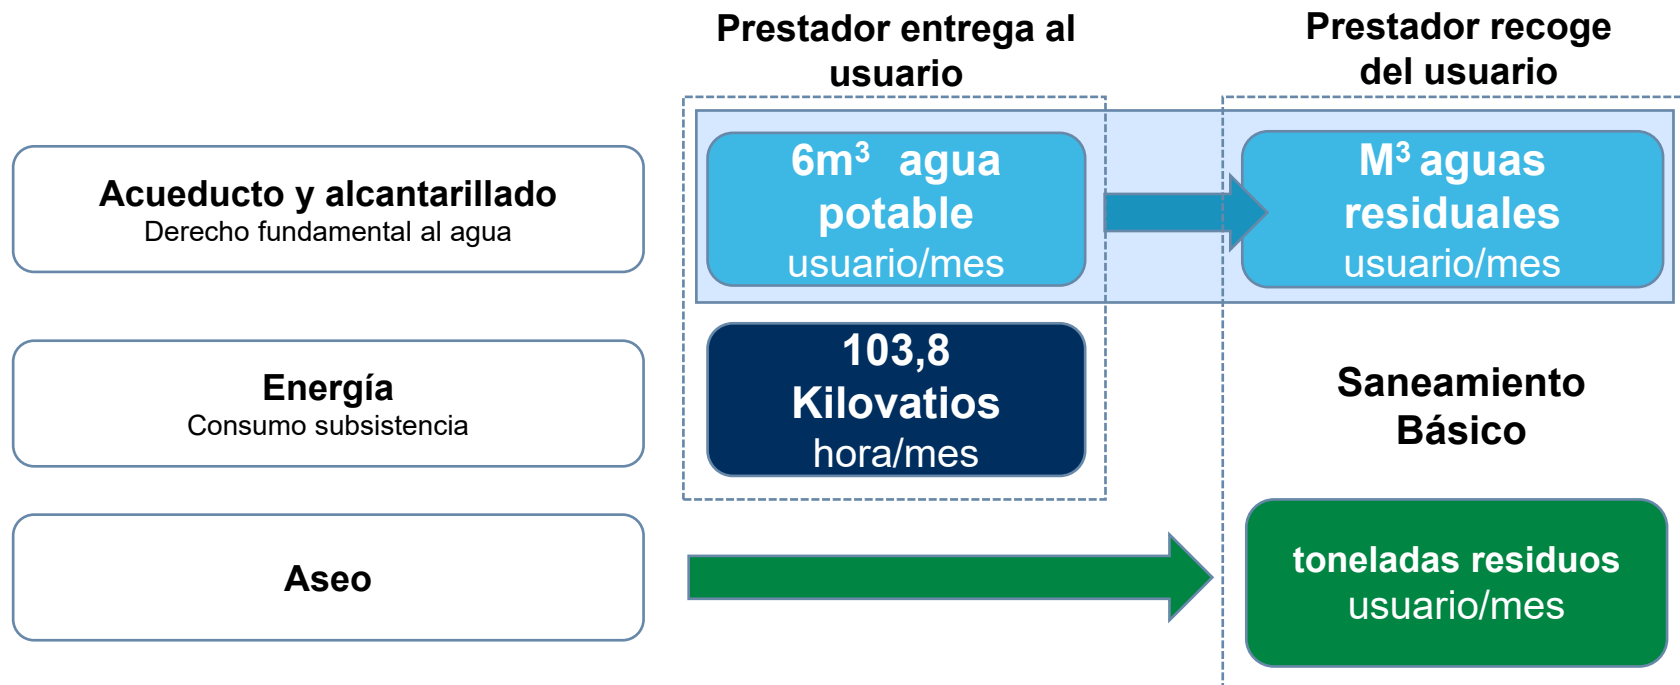 Prestador entrega al
usuario
Prestador recoge
del usuario
Acueducto y alcantarillado
Derecho fundamental al agua
6m³ agua
potable
usuario/mes
M³ aguas
residuales
usuario/mes
Energía
Consumo subsistencia
103,8
Kilovatios
hora/mes
Saneamiento
Básico
Aseo
toneladas residuos
usuario/mes